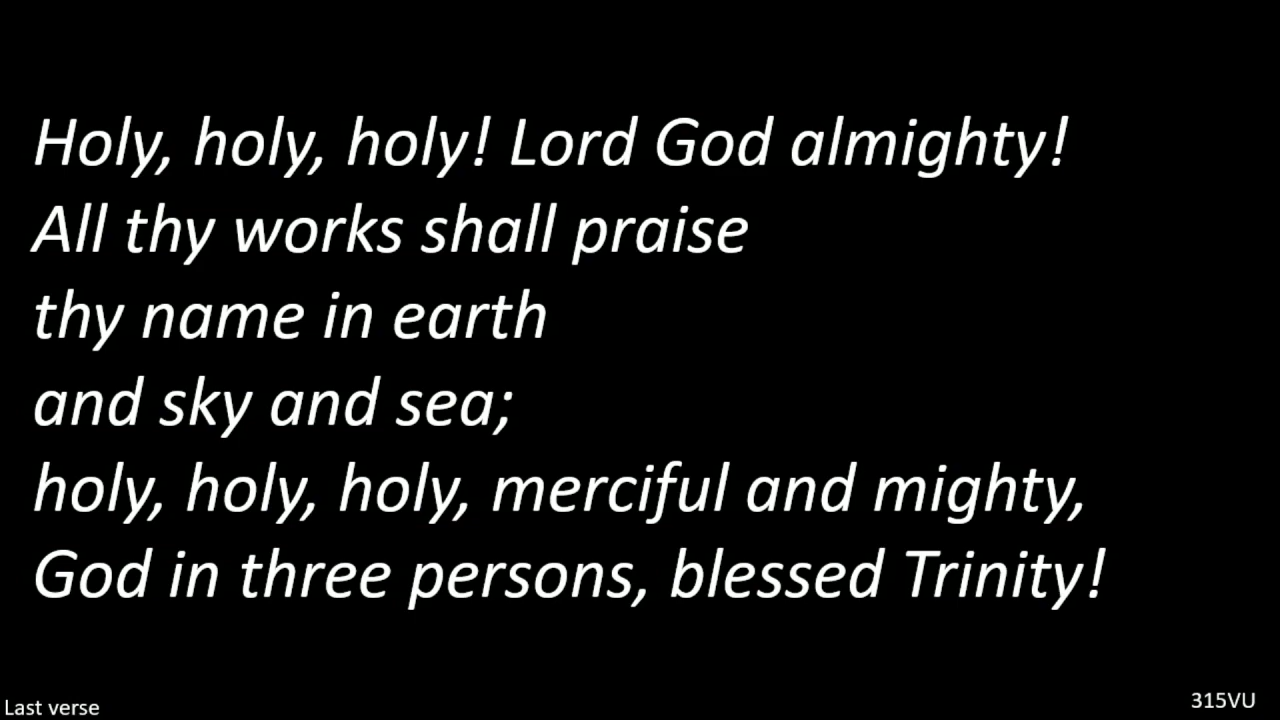 Holy, holy, holy! Lord God almighty!
All thy works shall praise
thy name in earth
and sky and sea;
holy, holy, holy, merciful and mighty,
God in three persons, blessed Trinity!
Last verse
315VU